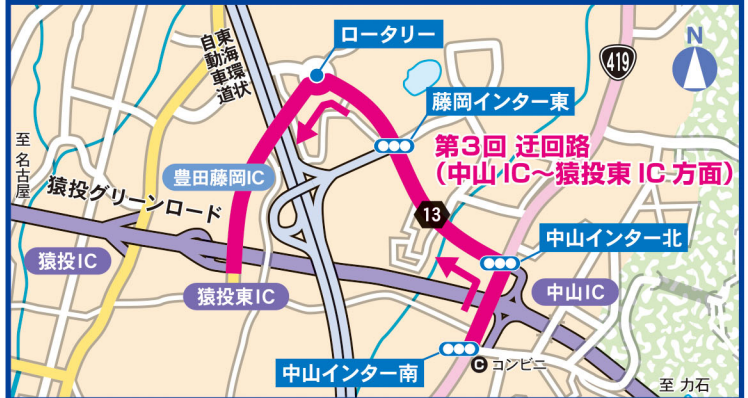 ロータリー
東海環状
自動車道
419
N
藤岡インター東
第3回 迂回路
(中山IC〜猿投東IC方面)
至 名古屋
豊田藤岡IC
猿投グリーンロード
13
中山インター北
猿投IC
猿投東IC
中山IC
中山インター南
C コンビニ
至 力石